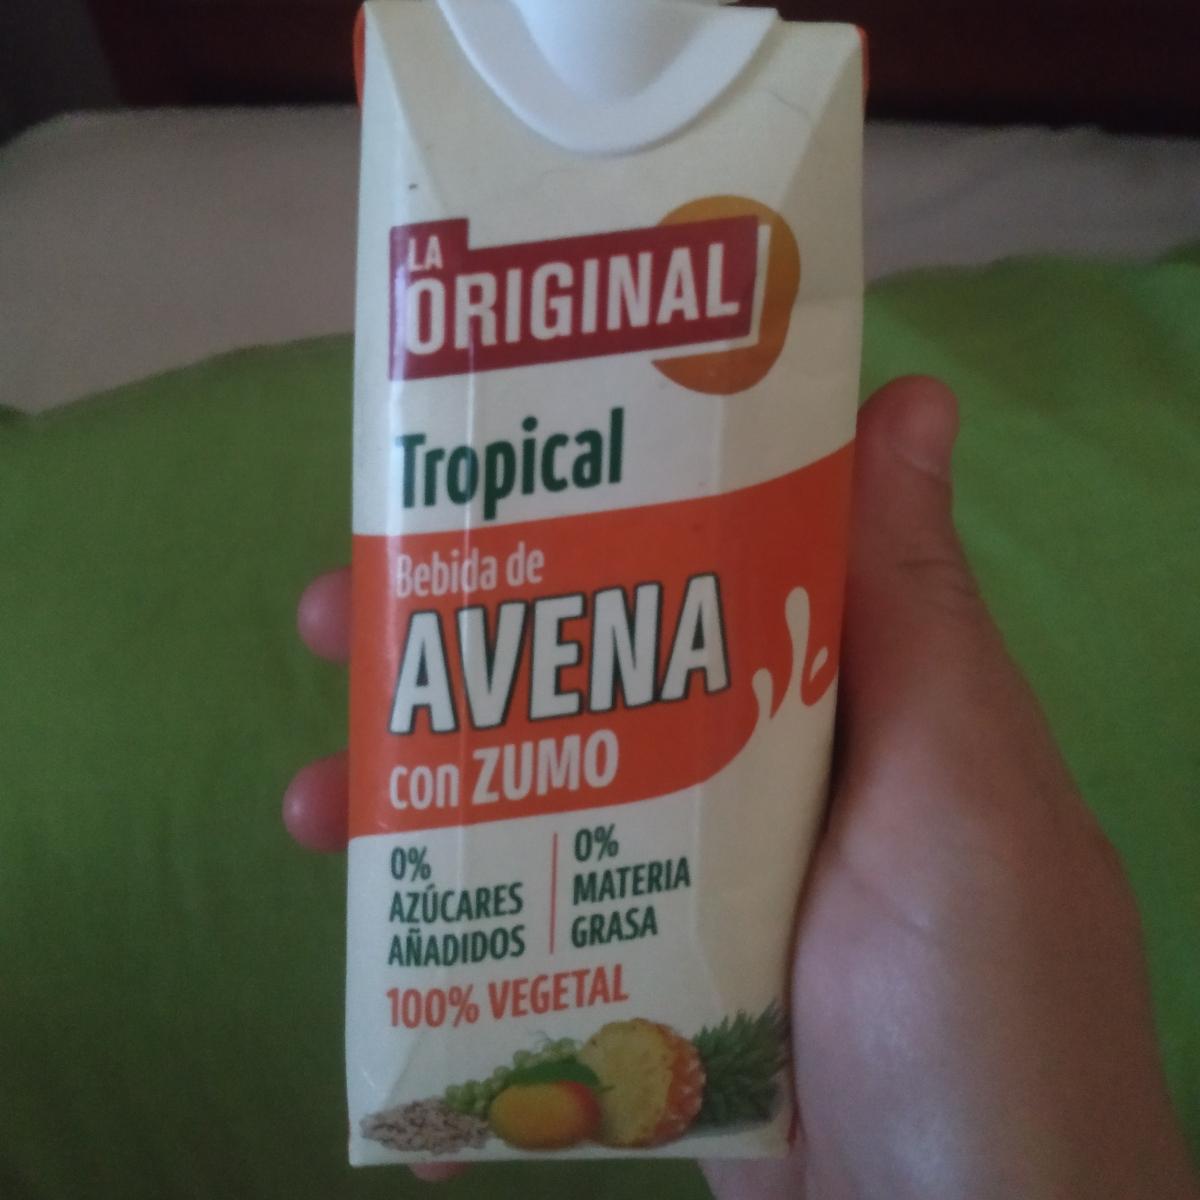 LA
ORIGINAL
Tropical
Bebida de
AVENA
con ZUMO
0%
AZÚCARES
AÑADIDOS
0%
MATERIA
GRASA
100% VEGETAL